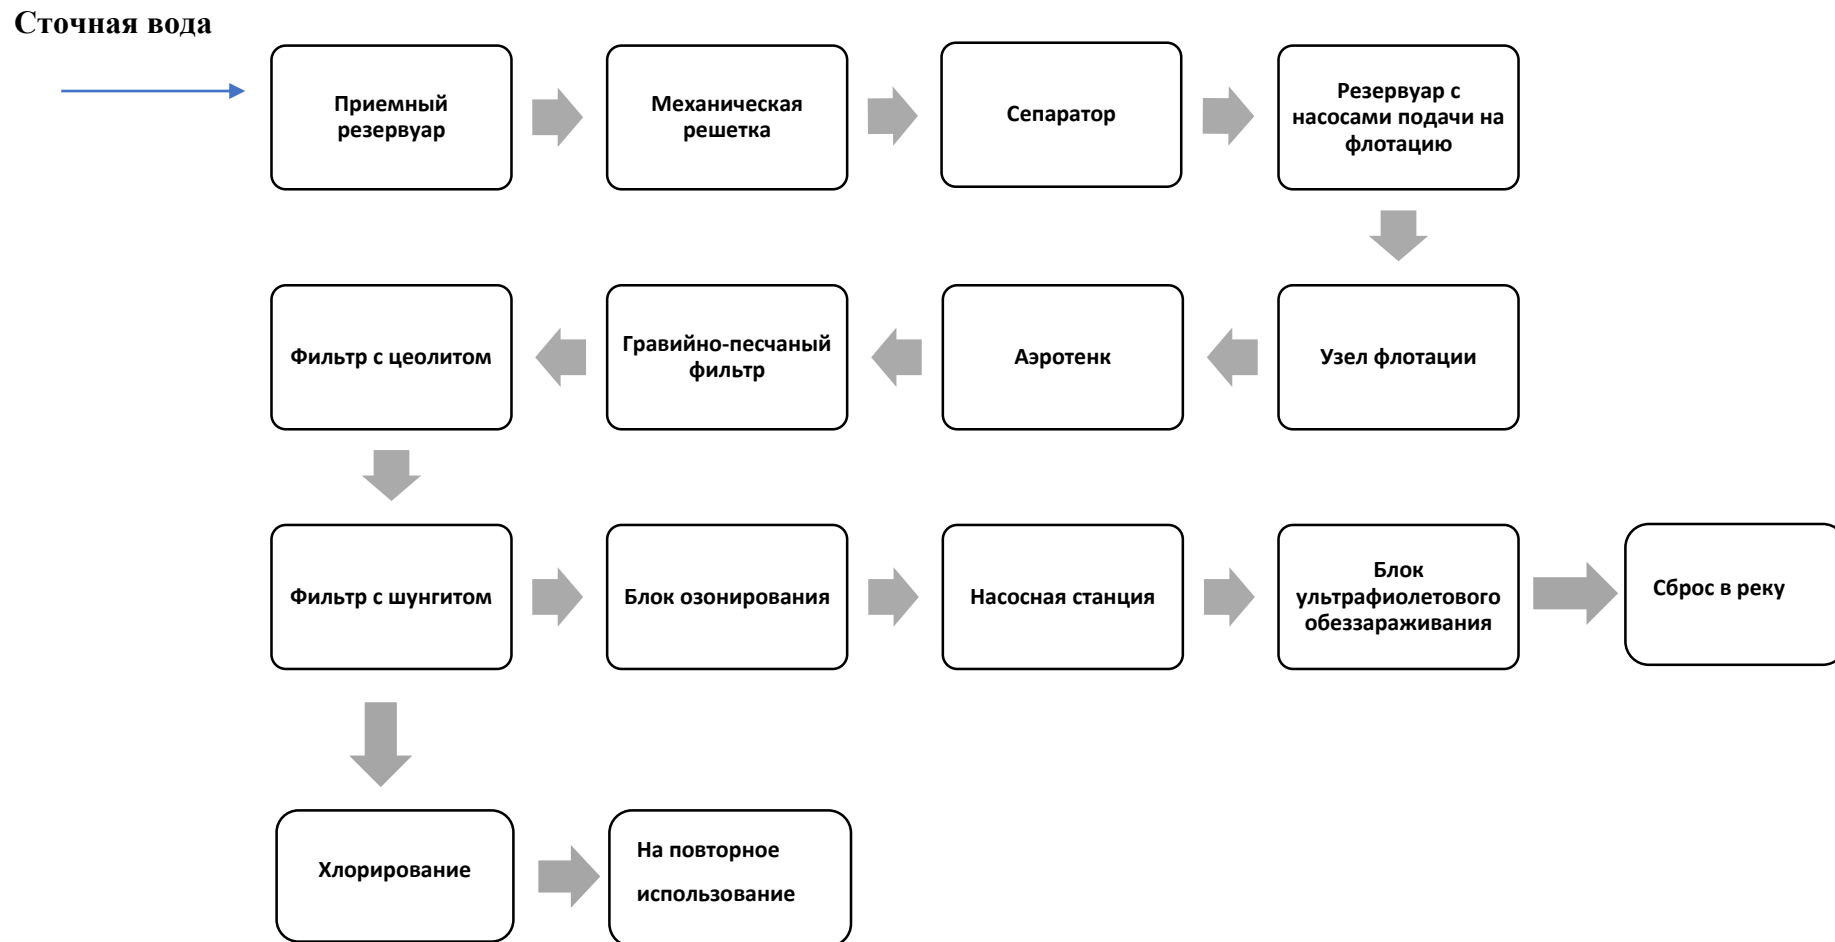 Сточная вода
Приемный
резервуар
Механическая
решетка
Сепаратор
Резервуар с
насосами подачи на
флотацию
Фильтр с цеолитом
Гравийно-песчаный
фильтр
Аэротенк
Узел флотации
Фильтр с шунгитом
Блок озонирования
Насосная станция
Блок
ультрафиолетового
обеззараживания
Сброс в реку
Хлорирование
На повторное
использование